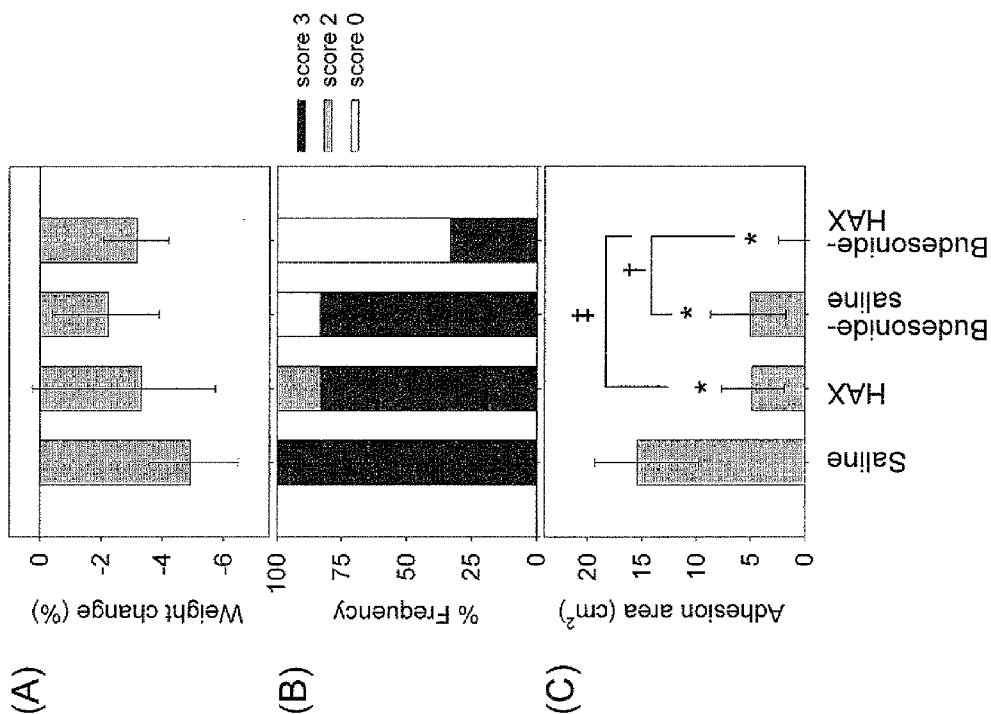 (A)
Weight change (%)
0
-2
-4
-6
(B)
% Frequency
100
75
50
25
0
score 3
score 2
score 0
(C)
Adhesion area (cm²)
20
15
10
5
0
‡
†
*
*
*
Saline
HAX
Budesonide-
saline
Budesonide-
HAX